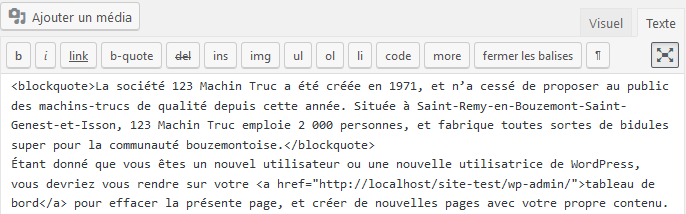 Ajouter un média
Visuel Texte
b i link b-quote del ins img ul ol li code more fermer les balises ¶
<blockquote>La société 123 Machin Truc a été créée en 1971, et n’a cessé de proposer au public
des machins-trucs de qualité depuis cette année. Située à Saint-Remy-en-Bouzemont-Saint-
Genest-et-Isson, 123 Machin Truc emploie 2 000 personnes, et fabrique toutes sortes de bidules
super pour la communauté bouzemontoise.</blockquote>
Étant donné que vous êtes un nouvel utilisateur ou une nouvelle utilisatrice de WordPress,
vous devriez vous rendre sur votre <a href="http://localhost/site-test/wp-admin/">tableau de
bord</a> pour effacer la présente page, et créer de nouvelles pages avec votre propre contenu.